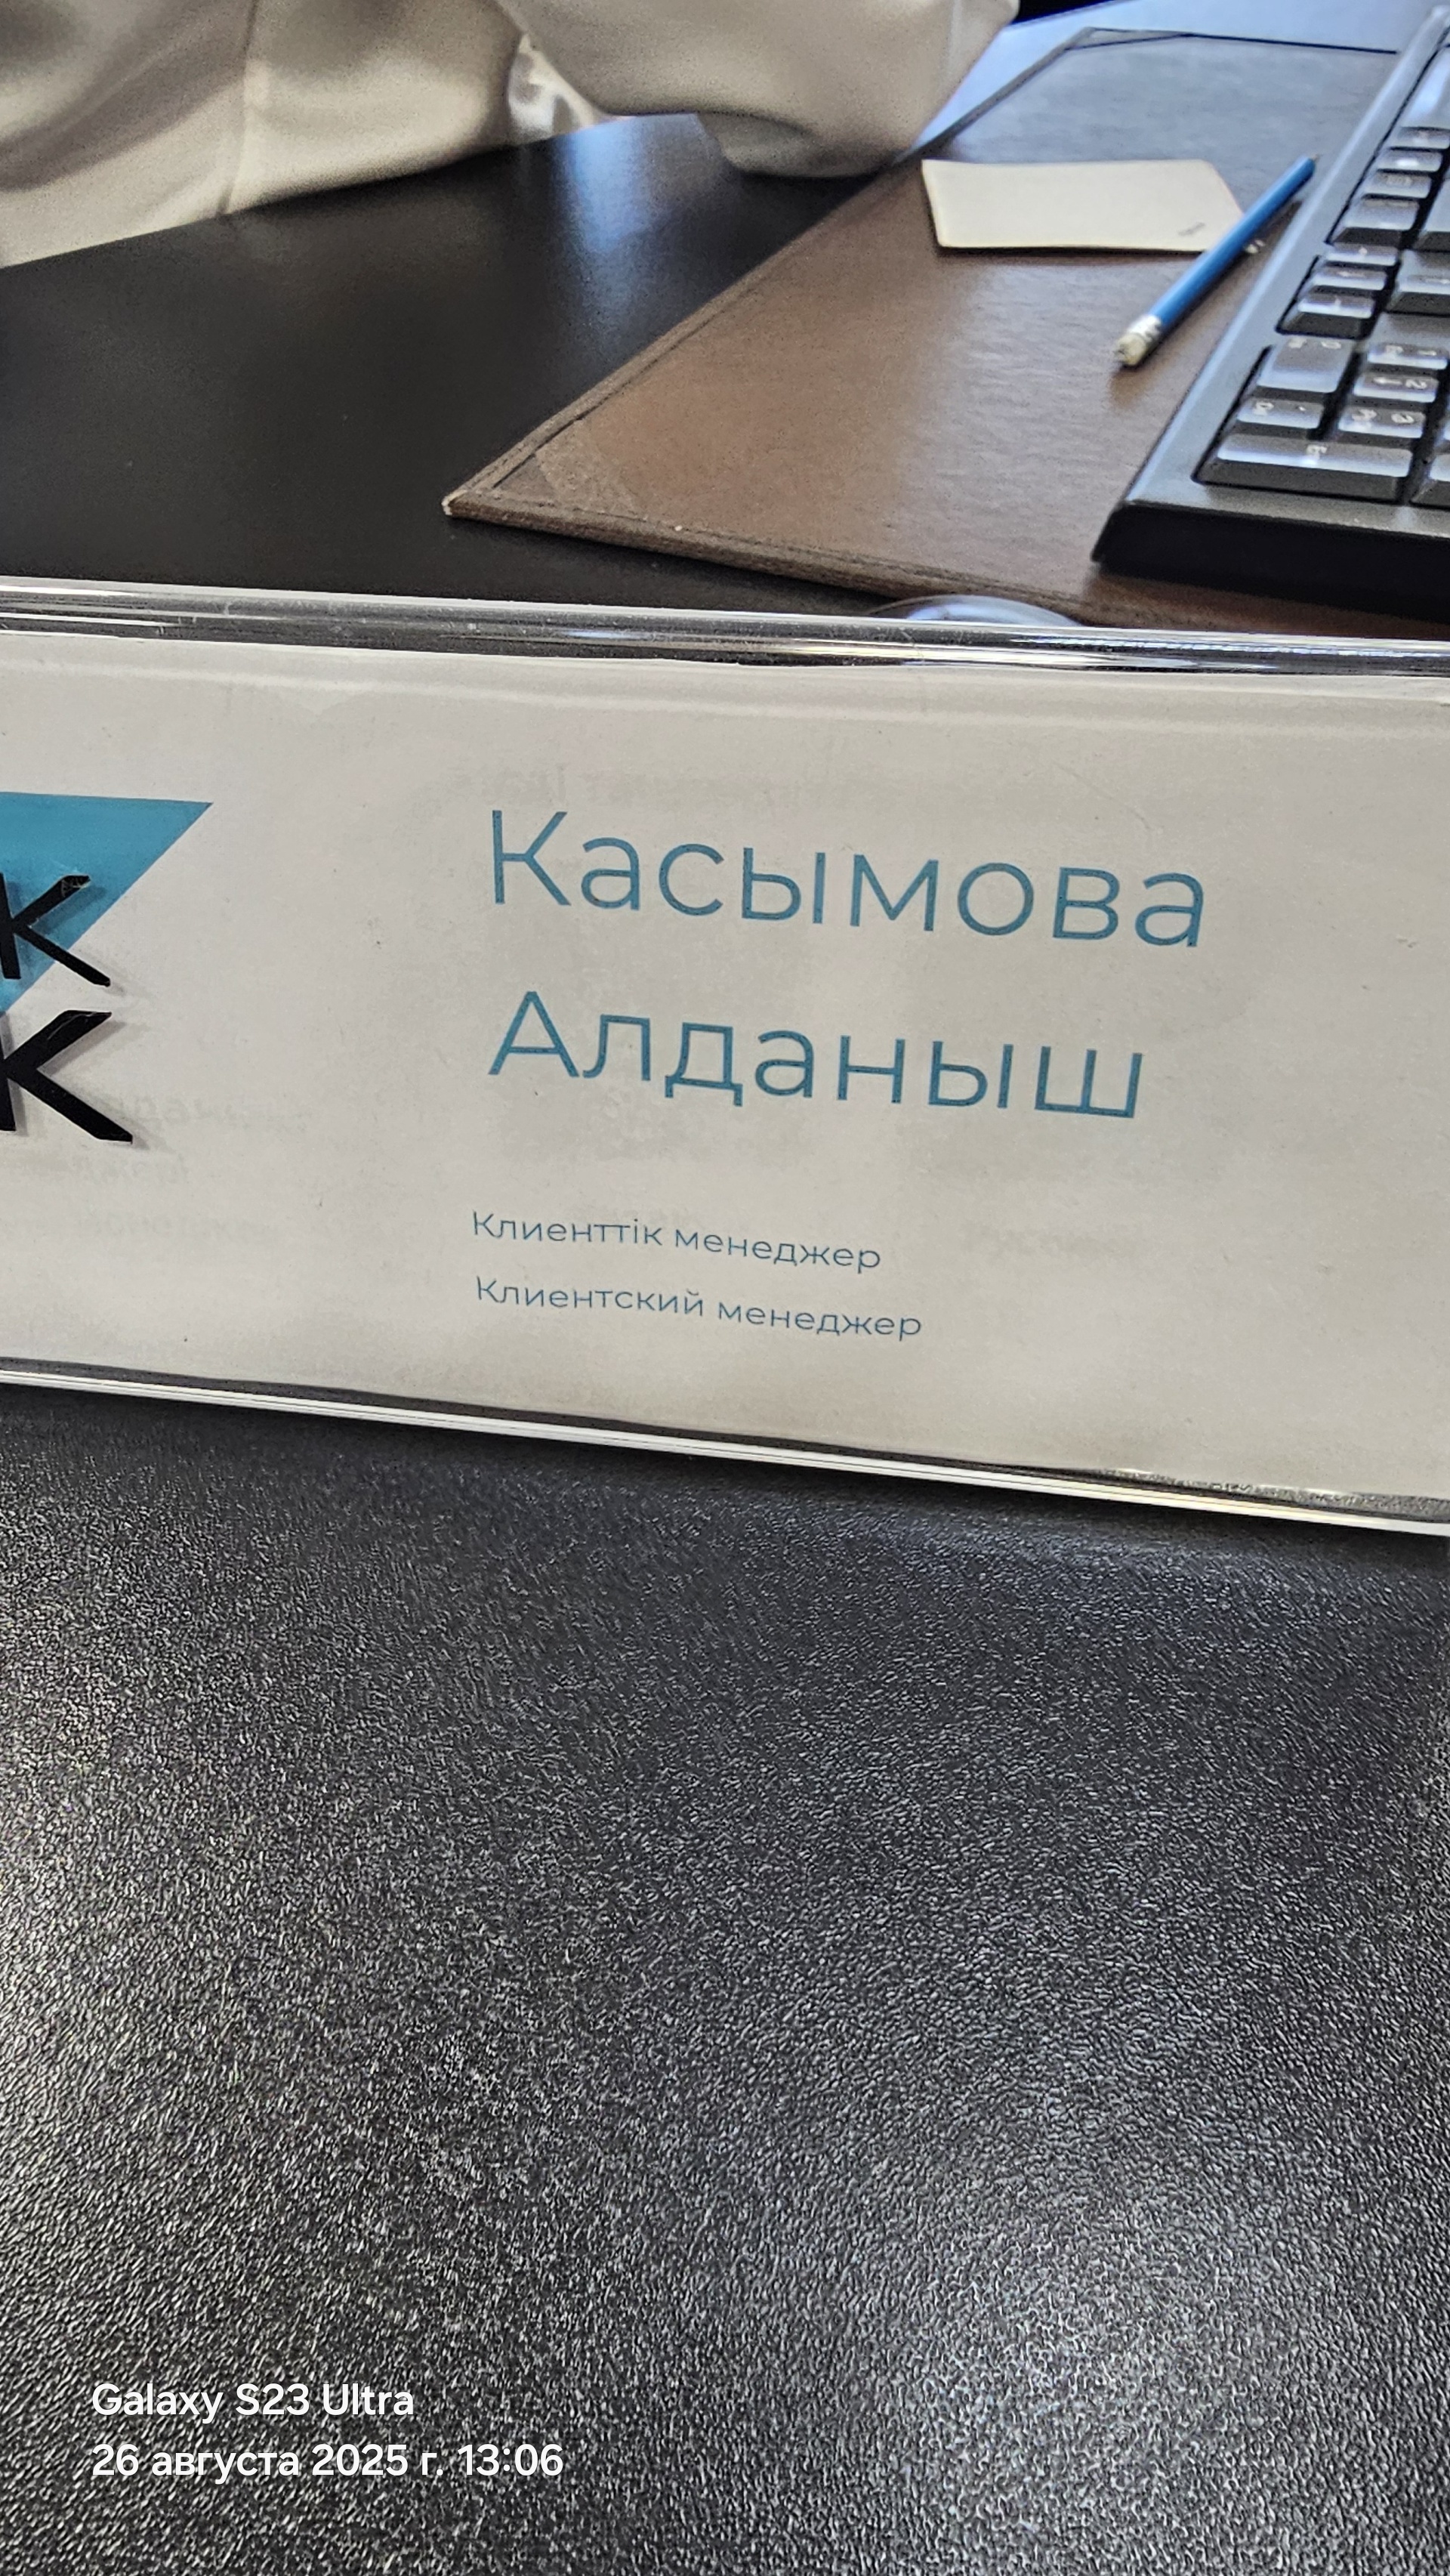 К
К
Касымова
Алданыш
Клиенттік менеджер
Клиентский менеджер
Galaxy S23 Ultra
26 августа 2025 г. 13:06